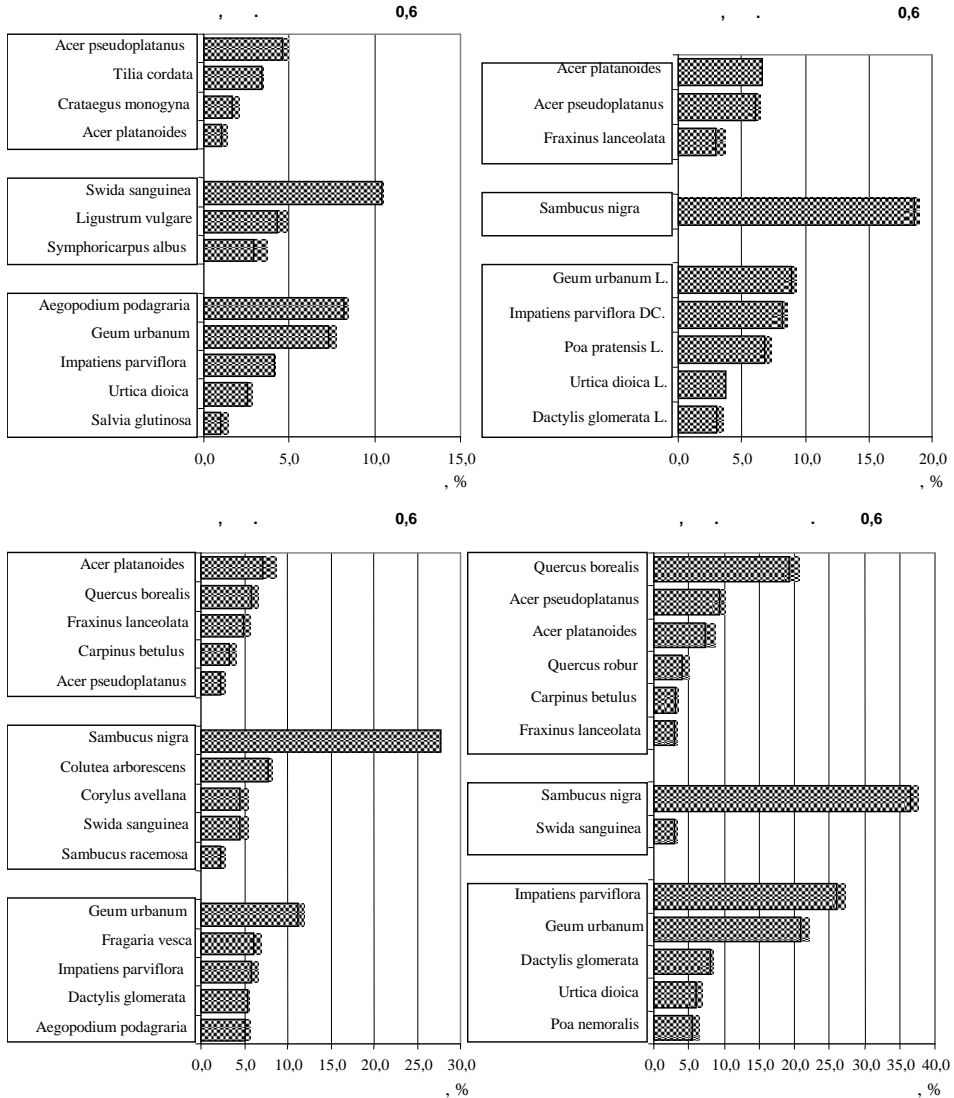 , . 0,6
Acer pseudoplatanus
Tilia cordata
Crataegus monogyna
Acer platanoides
Swida sanguinea
Ligustrum vulgare
Symphoricarpus albus
Aegopodium podagraria
Geum urbanum
Impatiens parviflora
Urtica dioica
Salvia glutinosa
0,0 5,0 10,0 15,0
, %
, . 0,6
Acer platanoides
Acer pseudoplatanus
Fraxinus lanceolata
Sambucus nigra
Geum urbanum L.
Impatiens parviflora DC.
Poa pratensis L.
Urtica dioica L.
Dactylis glomerata L.
0,0 5,0 10,0 15,0 20,0
, %
, . 0,6
Acer platanoides
Quercus borealis
Fraxinus lanceolata
Carpinus betulus
Acer pseudoplatanus
Sambucus nigra
Colutea arborescens
Corylus avellana
Swida sanguinea
Sambucus racemosa
Geum urbanum
Fragaria vesca
Impatiens parviflora
Dactylis glomerata
Aegopodium podagraria
0,0 5,0 10,0 15,0 20,0 25,0 30,0
, %
, . . 0,6
Quercus borealis
Acer pseudoplatanus
Acer platanoides
Quercus robur
Carpinus betulus
Fraxinus lanceolata
Sambucus nigra
Swida sanguinea
Impatiens parviflora
Geum urbanum
Dactylis glomerata
Urtica dioica
Poa nemoralis
0,0 5,0 10,0 15,0 20,0 25,0 30,0 35,0 40,0
, %